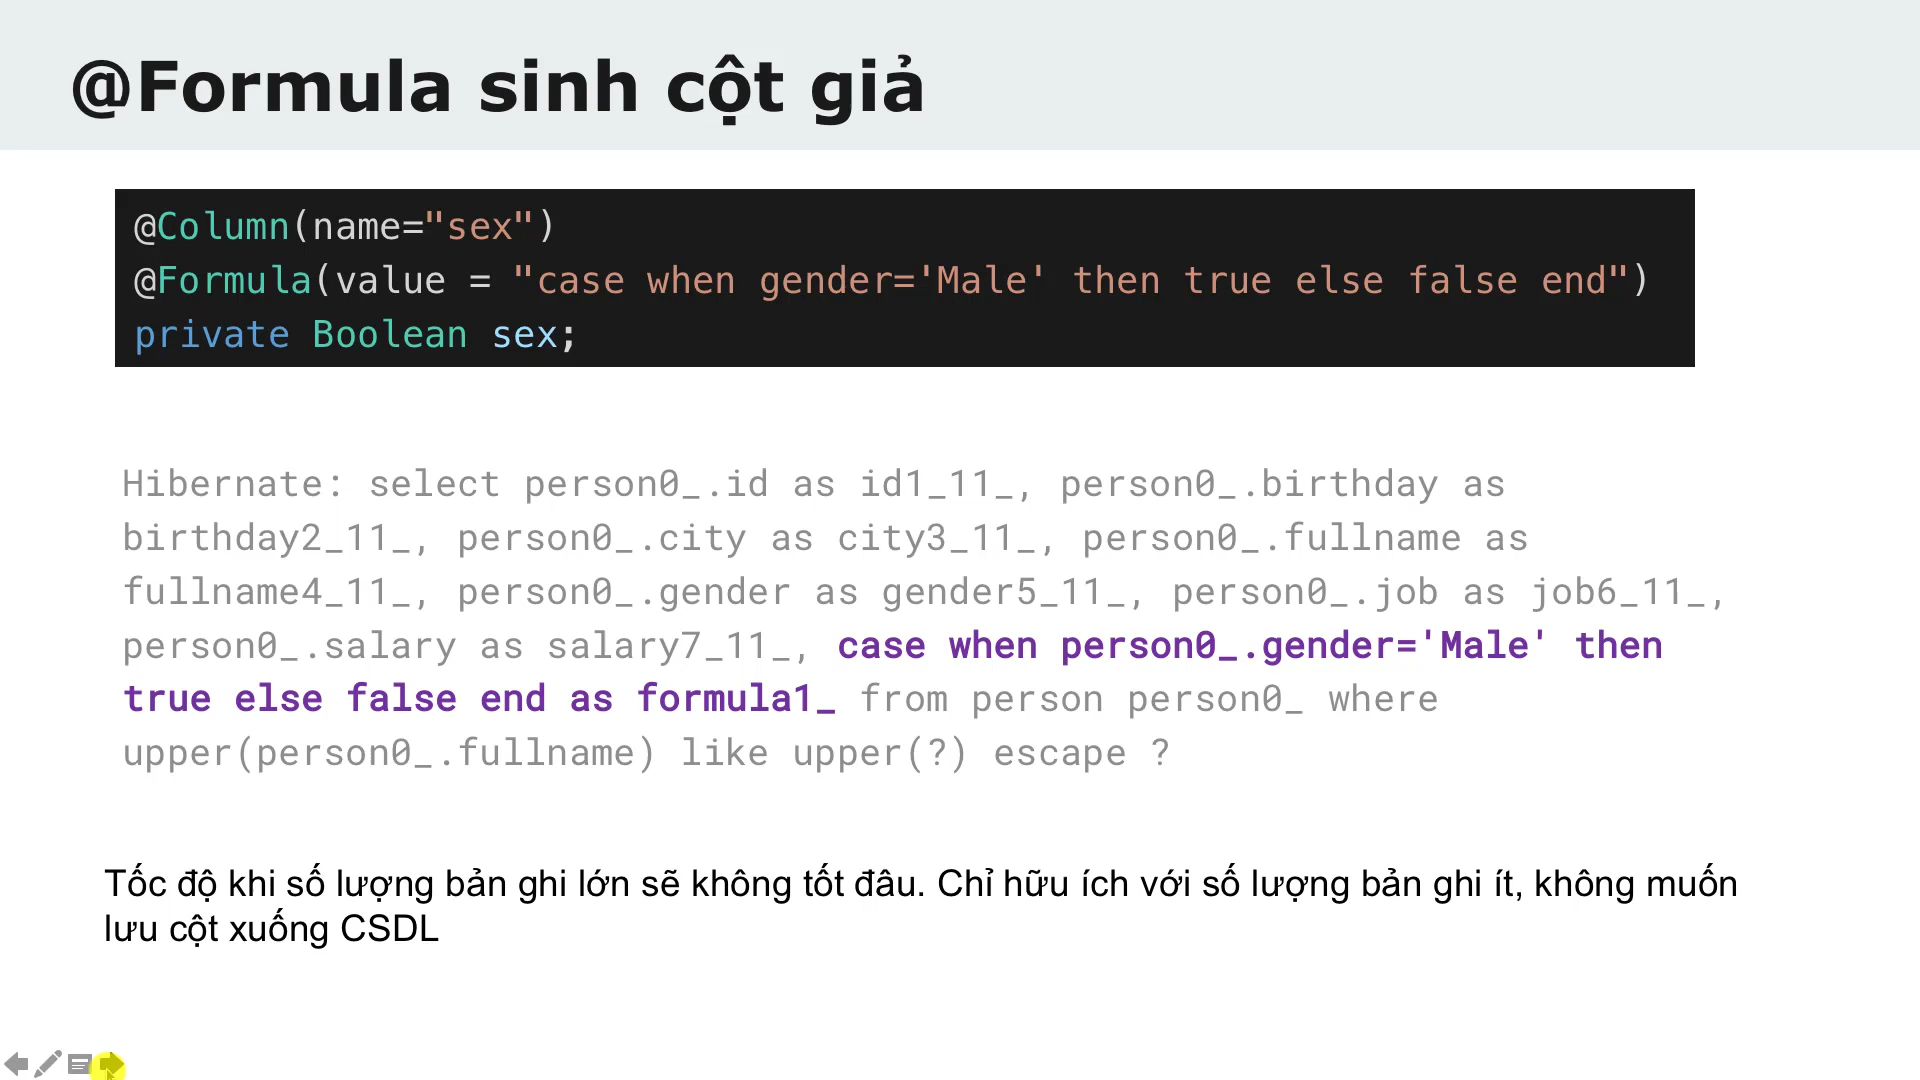 @Formula sinh cột giả
@Column(name="sex")
@Formula(value = "case when gender='Male' then true else false end")
private Boolean sex;
Hibernate: select person0_.id as id1_11_, person0_.birthday as
birthday2_11_, person0_.city as city3_11_, person0_.fullname as
fullname4_11_, person0_.gender as gender5_11_, person0_.job as job6_11_,
person0_.salary as salary7_11_, case when person0_.gender='Male' then
true else false end as formula1_ from person person0_ where
upper(person0_.fullname) like upper(?) escape ?
Tốc độ khi số lượng bản ghi lớn sẽ không tốt đâu. Chỉ hữu ích với số lượng bản ghi ít, không muốn
lưu cột xuống CSDL